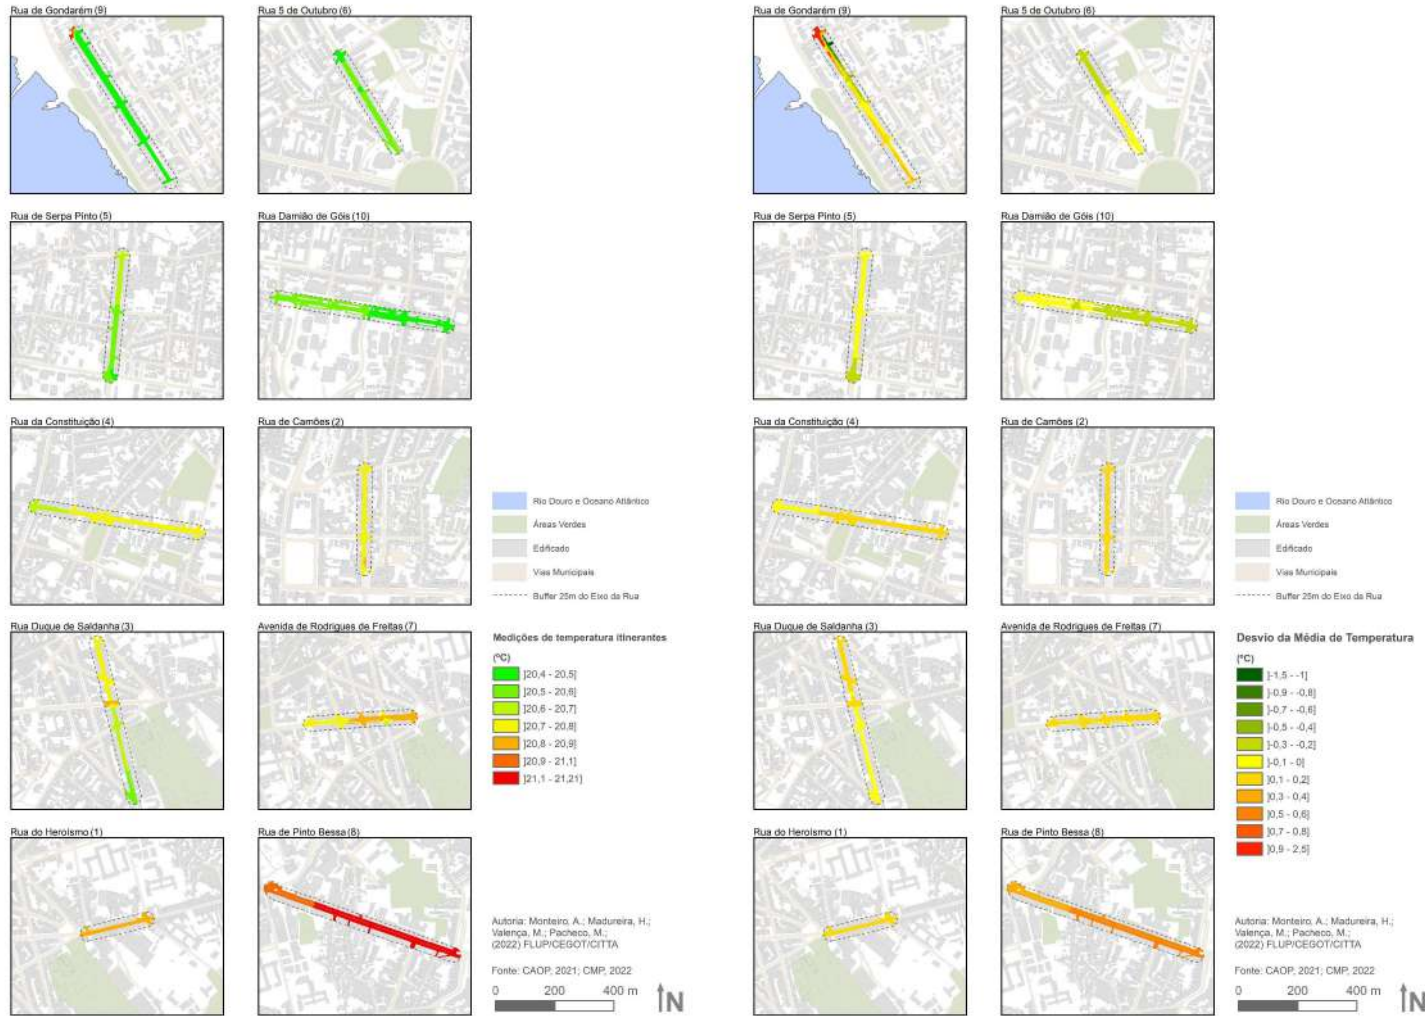 Rua de Gondarém (9)
Rua 5 de Outubro (6)
Rua de Serpa Pinto (5)
Rua Damião de Góis (10)
Rua da Constituição (4)
Rua de Camões (2)
Rio Douro e Oceano Atlântico
Áreas Verdes
Edificado
Vias Municipais
Buffer 25m do Eixo da Rua
Rua Duque de Saldanha (3)
Avenida de Rodrigues de Freitas (7)
Medições de temperatura itinerantes
(ºC)
]20,4 - 20,5]
]20,5 - 20,6]
]20,6 - 20,7]
]20,7 - 20,8]
]20,8 - 20,9]
]20,9 - 21,1]
]21,1 - 21,21]
Rua do Heroísmo (1)
Rua de Pinto Bessa (8)
Autoria: Monteiro, A.; Madureira, H.;
Valença, M.; Pacheco, M.;
(2022) FLUP/CEGOT/CITTA
Fonte: CAOP, 2021; CMP, 2022
0 200 400 m
N
Rua de Gondarém (9)
Rua 5 de Outubro (6)
Rua de Serpa Pinto (5)
Rua Damião de Góis (10)
Rua da Constituição (4)
Rua de Camões (2)
Rio Douro e Oceano Atlântico
Áreas Verdes
Edificado
Vias Municipais
Buffer 25m do Eixo da Rua
Rua Duque de Saldanha (3)
Avenida de Rodrigues de Freitas (7)
Desvio da Média de Temperatura
(ºC)
]-1,5 - -1]
]-0,9 - -0,8]
]-0,7 - -0,6]
]-0,5 - -0,4]
]-0,3 - -0,2]
]-0,1 - 0]
]0,1 - 0,2]
]0,3 - 0,4]
]0,5 - 0,6]
]0,7 - 0,8]
]0,9 - 2,5]
Rua do Heroísmo (1)
Rua de Pinto Bessa (8)
Autoria: Monteiro, A.; Madureira, H.;
Valença, M.; Pacheco, M.;
(2022) FLUP/CEGOT/CITTA
Fonte: CAOP, 2021; CMP, 2022
0 200 400 m
N